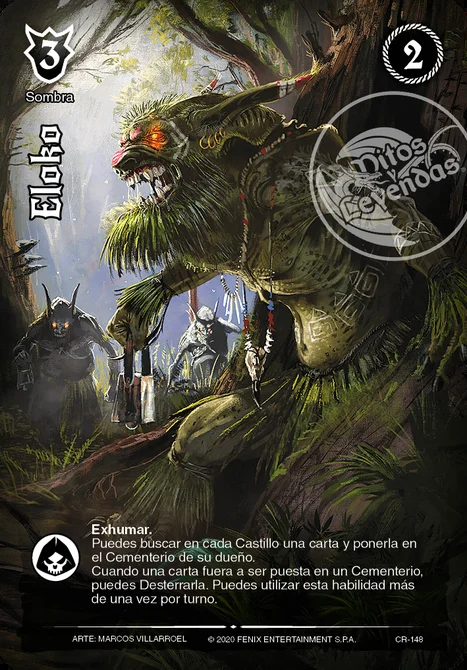 3
2
Sombra
Eloko
Mitos
Y
Leyendas
Exhumar.
Puedes buscar en cada Castillo una carta y ponerla en
el Cementerio de su dueño.
Cuando una carta fuera a ser puesta en un Cementerio,
puedes Desterrarla. Puedes utilizar esta habilidad más
de una vez por turno.
ARTE: MARCOS VILLARROEL © 2020 FENIX ENTERTAINMENT S.P.A. CR-148